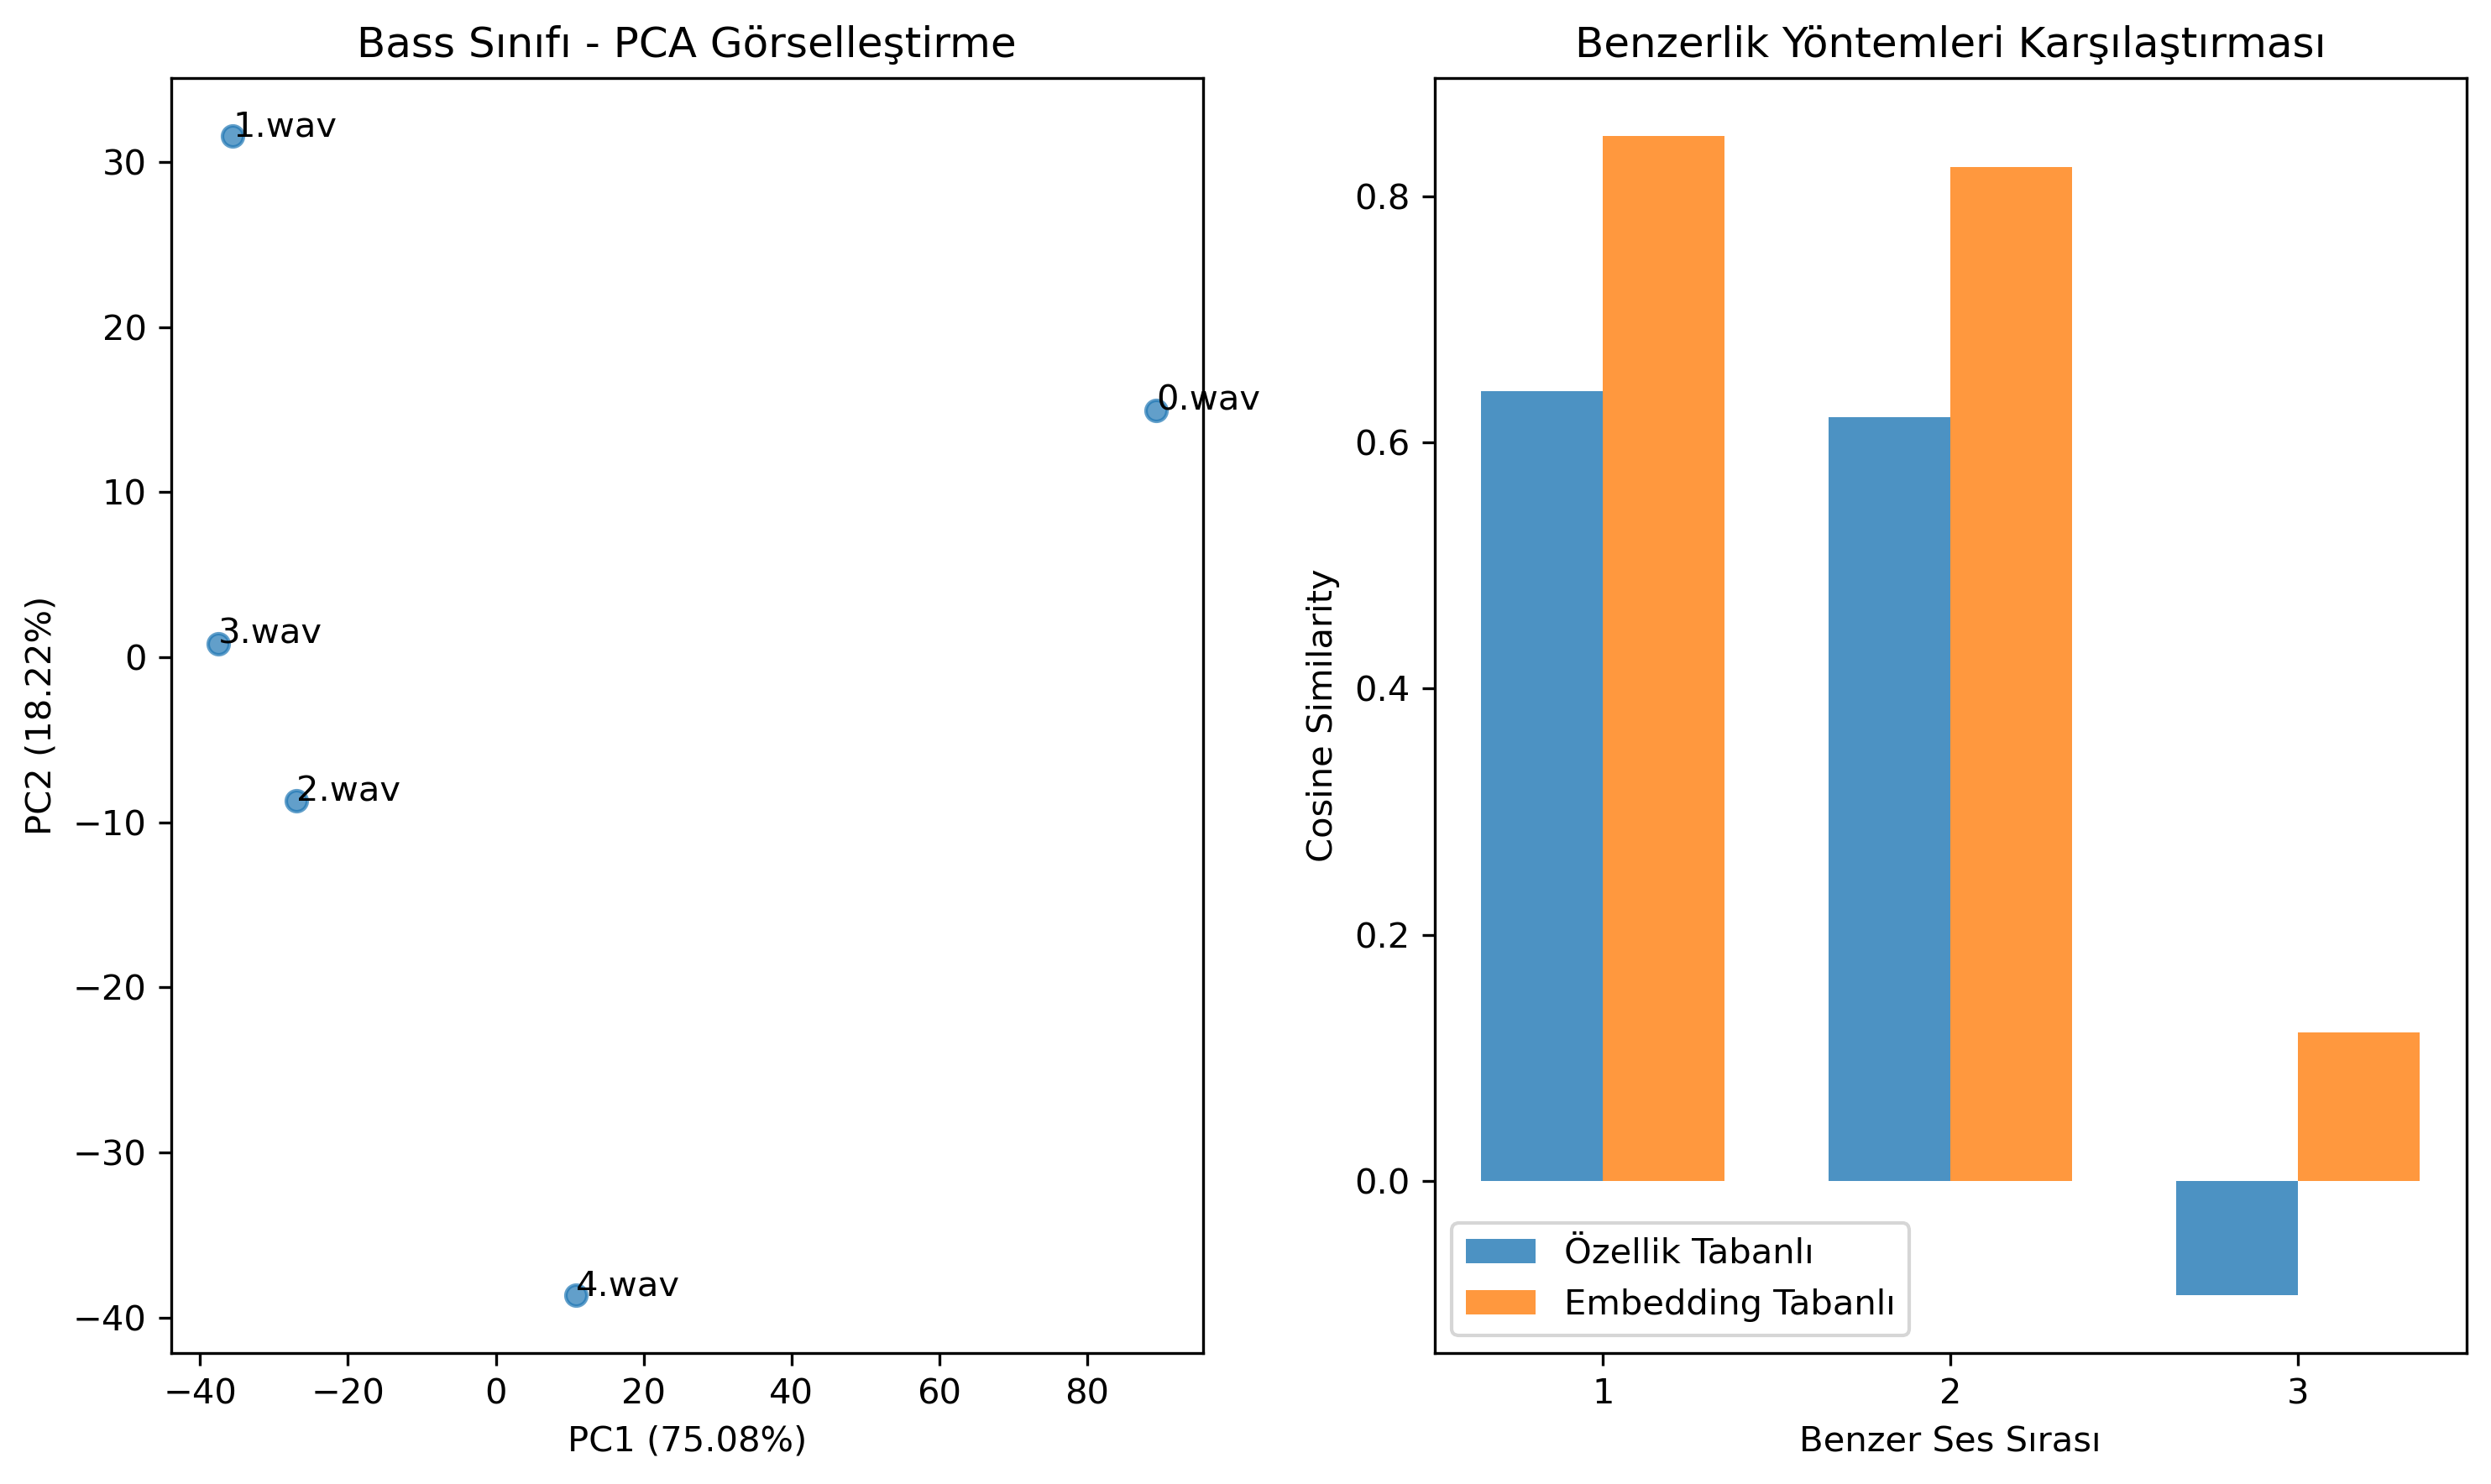 Bass Sınıfı - PCA Görselleştirme
1.wav
0.wav
3.wav
2.wav
4.wav
30
20
10
0
−10
−20
−30
−40
PC2 (18.22%)
−40 −20 0 20 40 60 80
PC1 (75.08%)
Benzerlik Yöntemleri Karşılaştırması
0.8
0.6
0.4
0.2
0.0
Cosine Similarity
Özellik Tabanlı
Embedding Tabanlı
1 2 3
Benzer Ses Sırası